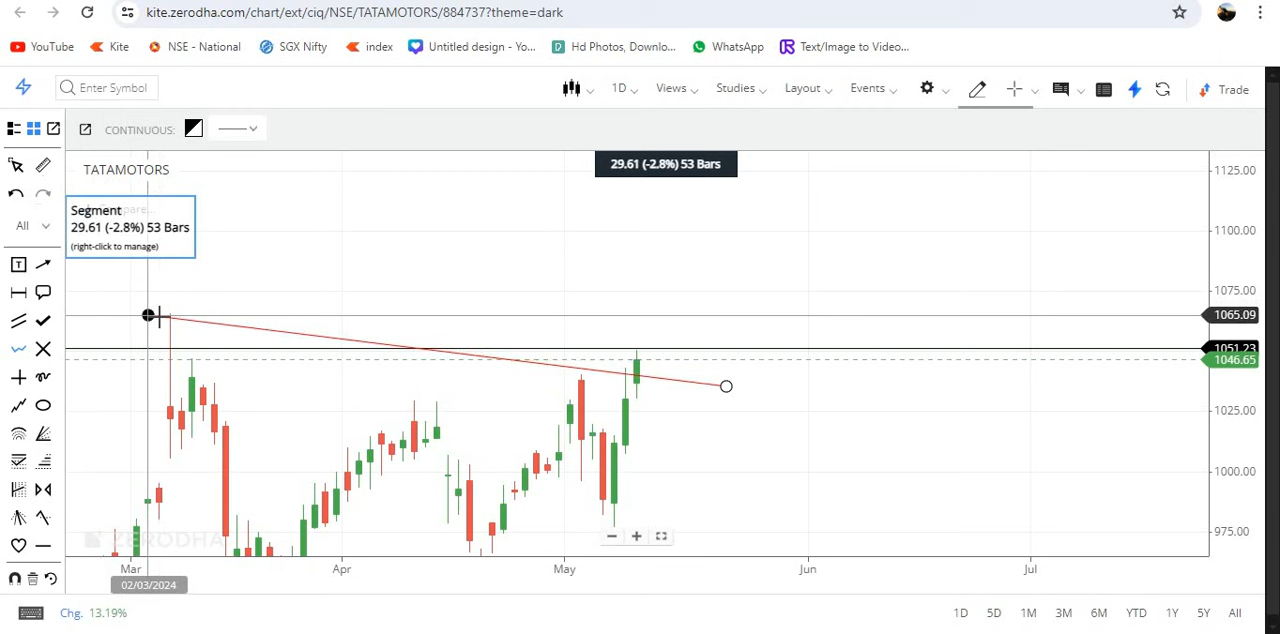 kite.zerodha.com/chart/ext/ciq/NSE/TATAMOTORS/884737?theme=dark
YouTube Kite NSE - National SGX Nifty index Untitled design - Yo... Hd Photos, Downlo... WhatsApp Text/Image to Video...
Enter Symbol 1D Views Studies Layout Events Trade
CONTINUOUS:
29.61 (-2.8%) 53 Bars
TATAMOTORS
Compare...
Segment
29.61 (-2.8%) 53 Bars
(right-click to manage)
All
1125.00
1100.00
1075.00
1065.09
1051.23
1046.65
1025.00
1000.00
975.00
ZERODHA
Mar Apr May Jun Jul
02/03/2024
Chg. 13.19% 1D 5D 1M 3M 6M YTD 1Y 5Y All